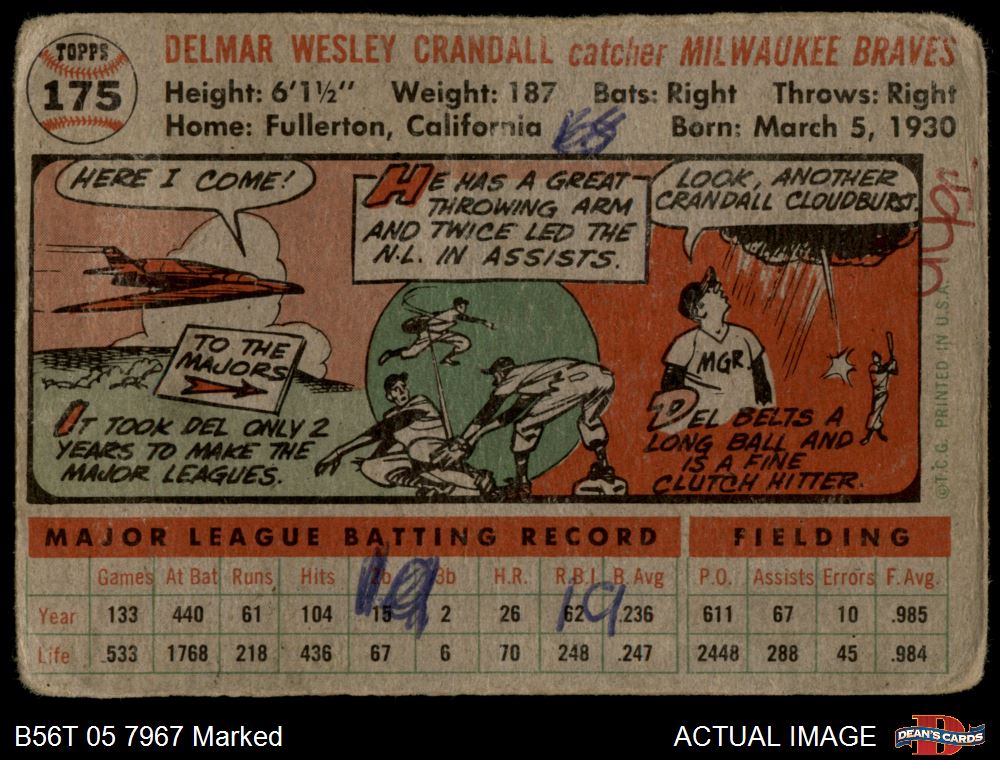 TOPPS
175
DELMAR WESLEY CRANDALL catcher MILWAUKEE BRAVES
Height: 6'1½" Weight: 187 Bats: Right Throws: Right
Home: Fullerton, California Born: March 5, 1930
HERE I COME!
TO THE
MAJORS
IT TOOK DEL ONLY 2
YEARS TO MAKE THE
MAJOR LEAGUES.
HE HAS A GREAT
THROWING ARM
AND TWICE LED THE
N.L. IN ASSISTS.
LOOK, ANOTHER
CRANDALL CLOUDBURST.
MGR.
DEL BELTS A
LONG BALL AND
IS A FINE
CLUTCH HITTER.
©T.C.G. PRINTED IN U.S.A.
MAJOR LEAGUE BATTING RECORD FIELDING
Games At Bat Runs Hits 2b 3b H.R. R.B.I. B. Avg P.O. Assists Errors F. Avg.
Year 133 440 61 104 15 2 26 62 .236 611 67 10 .985
Life 533 1768 218 436 67 6 70 248 .247 2448 288 45 .984
19
B56T 05 7967 Marked
ACTUAL IMAGE
DEAN'S CARDS